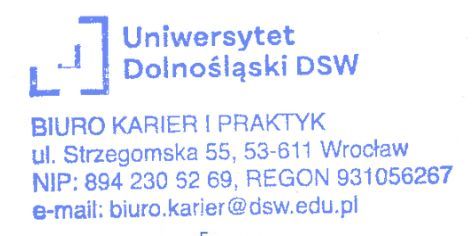 Uniwersytet
Dolnośląski DSW
BIURO KARIER I PRAKTYK
ul. Strzegomska 55, 53-611 Wrocław
NIP: 894 230 52 69, REGON 931056267
e-mail: biuro.karier@dsw.edu.pl